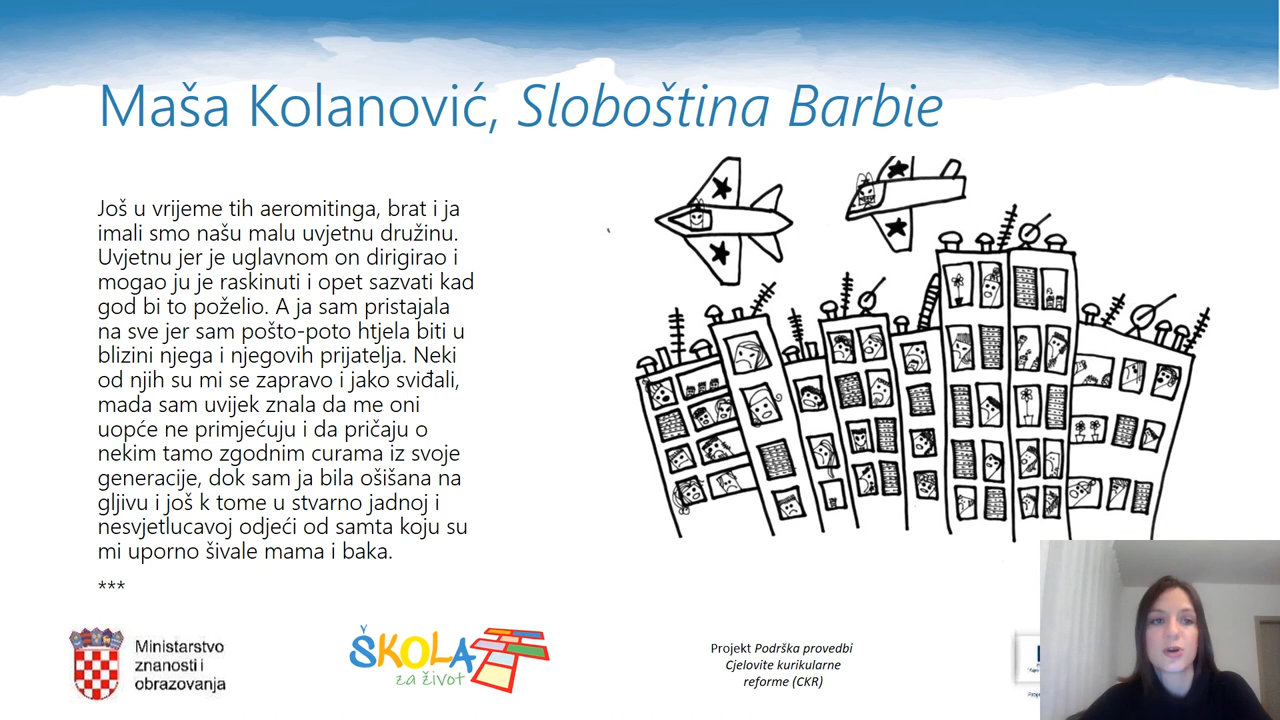 Maša Kolanović, Sloboština Barbie
Još u vrijeme tih aeromitinga, brat i ja
imali smo našu malu uvjetnu družinu.
Uvjetnu jer je uglavnom on dirigirao i
mogao ju je raskinuti i opet sazvati kad
god bi to poželio. A ja sam pristajala
na sve jer sam pošto-poto htjela biti u
blizini njega i njegovih prijatelja. Neki
od njih su mi se zapravo i jako sviđali,
mada sam uvijek znala da me oni
uopće ne primjećuju i da pričaju o
nekim tamo zgodnim curama iz svoje
generacije, dok sam ja bila ošišana na
gljivu i još k tome u stvarno jadnoj i
nesvjetlucavoj odjeći od samta koju su
mi uporno šivale mama i baka.
***
Ministarstvo
znanosti i
obrazovanja
ŠKOLA
za život
Projekt Podrška provedbi
Cjelovite kurikularne
reforme (CKR)